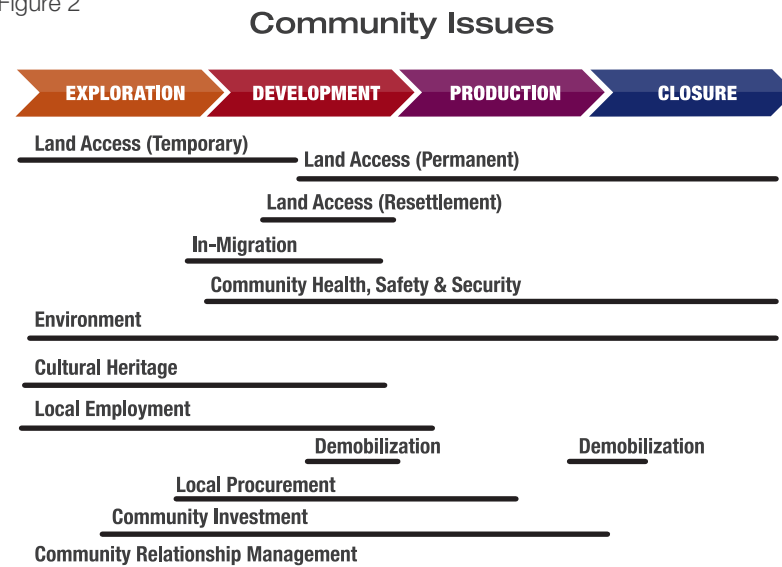 Figure 2
Community Issues
EXPLORATION DEVELOPMENT PRODUCTION CLOSURE
Land Access (Temporary)
Land Access (Permanent)
Land Access (Resettlement)
In-Migration
Community Health, Safety & Security
Environment
Cultural Heritage
Local Employment
Demobilization Demobilization
Local Procurement
Community Investment
Community Relationship Management